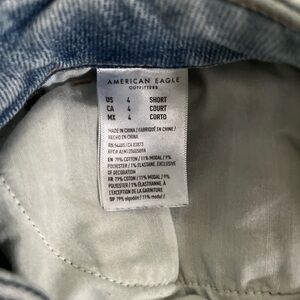 AMERICAN EAGLE
OUTFITTERS
US 4 SHORT
CA 4 COURT
MX 4 CORTO
MADE IN CHINA / FABRIQUÉ EN CHINE /
HECHO EN CHINA
EN 79% COTTON / 11% MODAL / 9%
POLYESTER / 1% ELASTANE, EXCLUSIVE
OF DECORATION
FR 79% COTON / 11% MODAL / 9%
POLYESTER / 1% ÉLASTHANNE, À
L'EXCEPTION DE LA GARNITURE
SP 79% algodón / 11% modal /